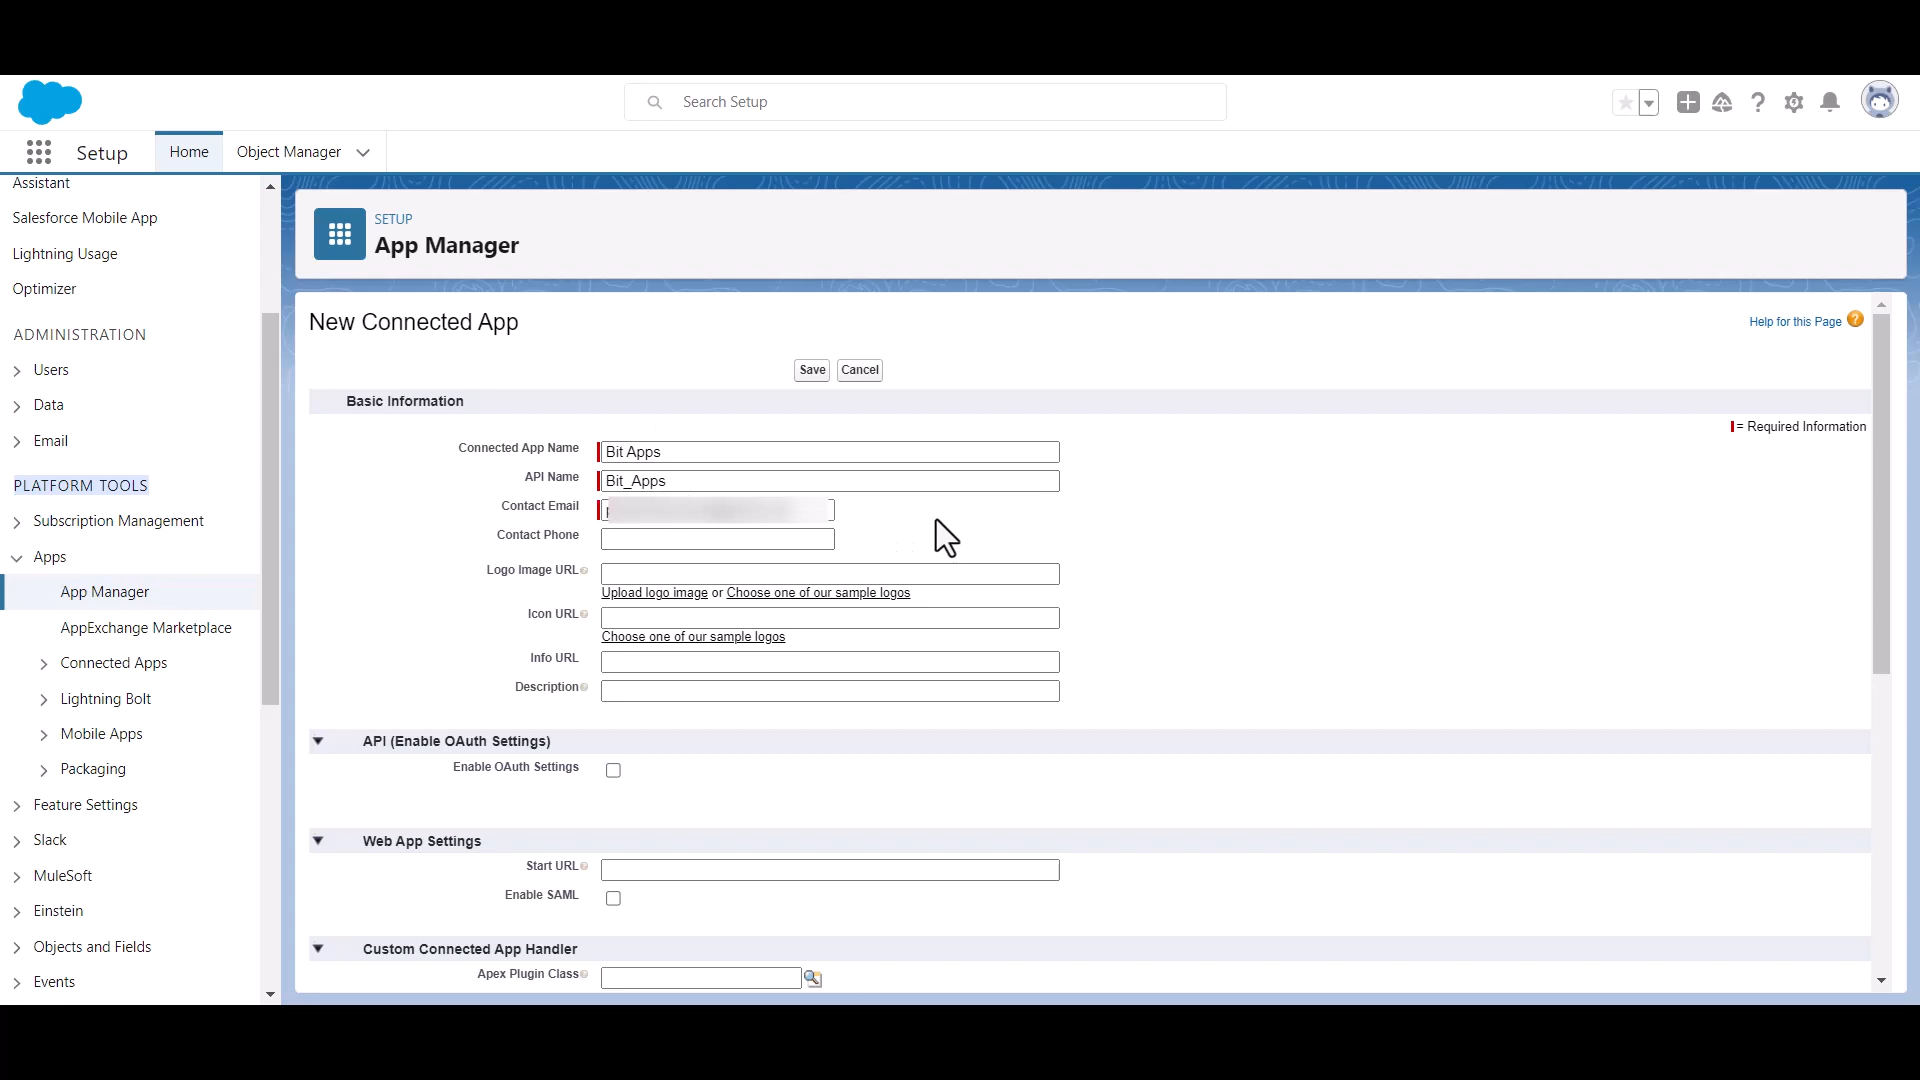 Search Setup
Setup
Home
Object Manager
Assistant
Salesforce Mobile App
Lightning Usage
Optimizer
ADMINISTRATION
Users
Data
Email
PLATFORM TOOLS
Subscription Management
Apps
App Manager
AppExchange Marketplace
Connected Apps
Lightning Bolt
Mobile Apps
Packaging
Feature Settings
Slack
MuleSoft
Einstein
Objects and Fields
Events
SETUP
App Manager
New Connected App
Help for this Page
Save Cancel
Basic Information
= Required Information
Connected App Name Bit Apps
API Name Bit_Apps
Contact Email
Contact Phone
Logo Image URL
Upload logo image or Choose one of our sample logos
Icon URL
Choose one of our sample logos
Info URL
Description
API (Enable OAuth Settings)
Enable OAuth Settings
Web App Settings
Start URL
Enable SAML
Custom Connected App Handler
Apex Plugin Class